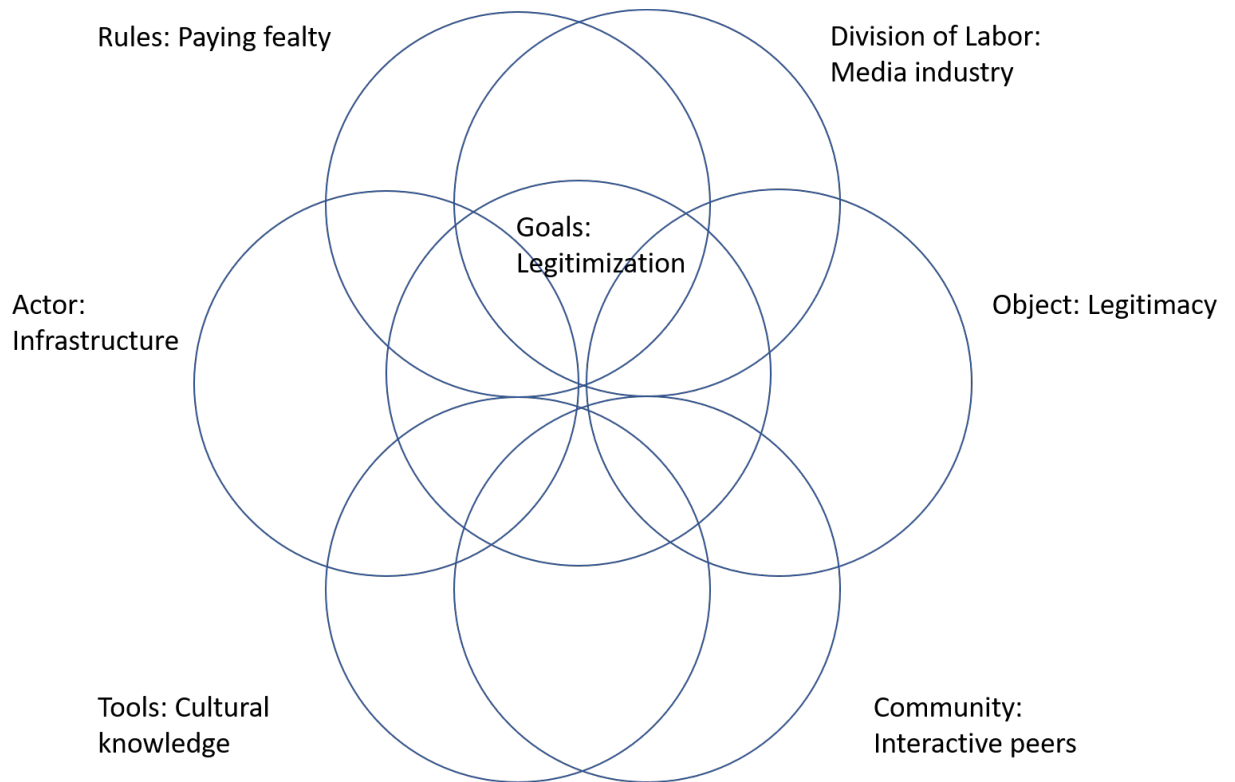 Rules: Paying fealty
Division of Labor:
Media industry
Goals:
Legitimization
Actor:
Infrastructure
Object: Legitimacy
Tools: Cultural
knowledge
Community:
Interactive peers